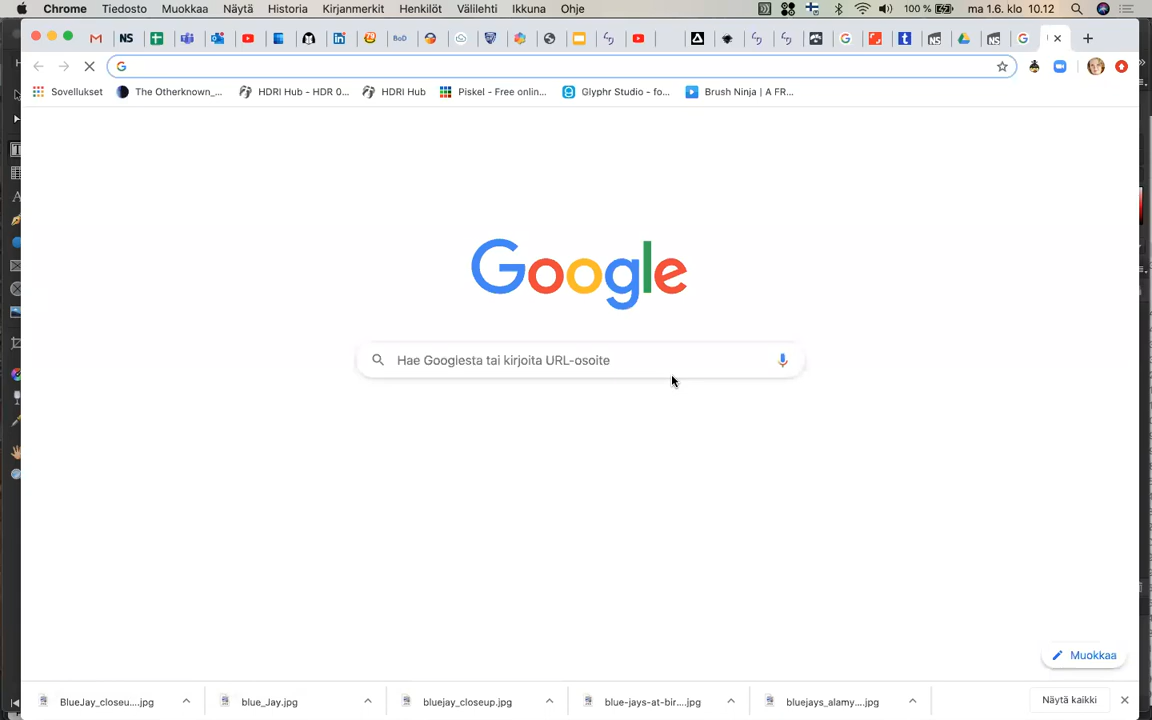 Chrome Tiedosto Muokkaa Näytä Historia Kirjanmerkit Henkilöt Välilehti Ikkuna Ohje 100 % ma 1.6. klo 10.12
NS BoD
Sovellukset The Otherknown_... HDRI Hub - HDR 0... HDRI Hub Piskel - Free onlin... Glyphr Studio - fo... Brush Ninja | A FR...
Google
Hae Googlesta tai kirjoita URL-osoite
Muokkaa
BlueJay_closeu....jpg blue_Jay.jpg bluejay_closeup.jpg blue-jays-at-bir....jpg bluejays_alamy....jpg Näytä kaikki